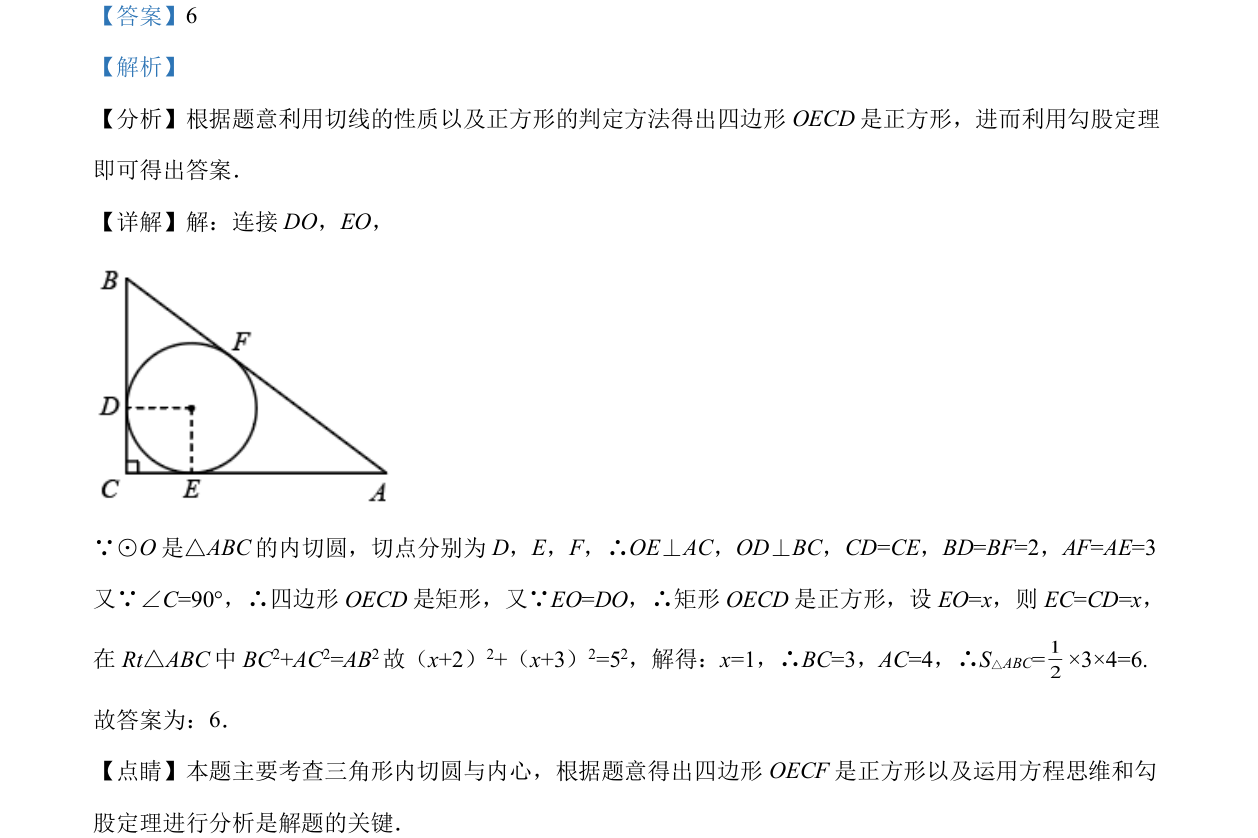 【答案】6
【解析】
【分析】根据题意利用切线的性质以及正方形的判定方法得出四边形 OECD 是正方形，进而利用勾股定理
即可得出答案．
【详解】解：连接 DO，EO，
B
F
D
C
E
A
∵⊙O 是△ABC 的内切圆，切点分别为 D，E，F，∴OE⊥AC，OD⊥BC，CD=CE，BD=BF=2，AF=AE=3
又∵∠C=90°，∴四边形 OECD 是矩形，又∵EO=DO，∴矩形 OECD 是正方形，设 EO=x，则 EC=CD=x，
在 Rt△ABC 中 BC²+AC²=AB² 故（x+2）²+（x+3）²=5²，解得：x=1，∴BC=3，AC=4，∴S△ABC=1/2×3×4=6.
故答案为：6．
【点睛】本题主要考查三角形内切圆与内心，根据题意得出四边形 OECF 是正方形以及运用方程思维和勾
股定理进行分析是解题的关键．